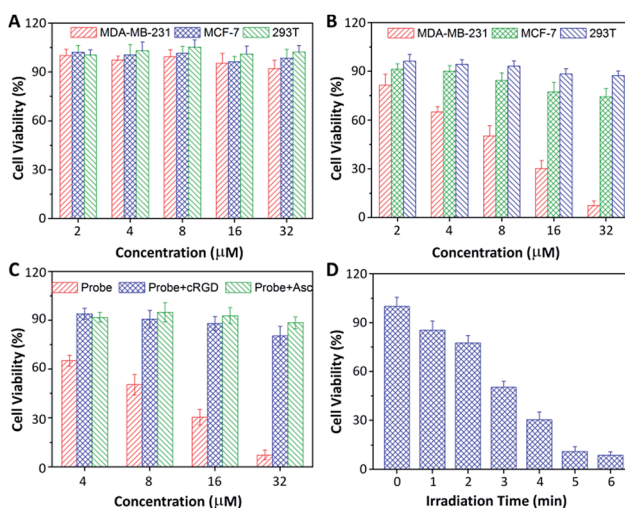 A
MDA-MB-231 MCF-7 293T
120
90
60
30
0
Cell Viability (%)
2 4 8 16 32
Concentration (μM)
B
MDA-MB-231 MCF-7 293T
120
90
60
30
0
Cell Viability (%)
2 4 8 16 32
Concentration (μM)
C
Probe Probe+cRGD Probe+Asc
120
90
60
30
0
Cell Viability (%)
4 8 16 32
Concentration (μM)
D
120
90
60
30
0
Cell Viability (%)
0 1 2 3 4 5 6
Irradiation Time (min)